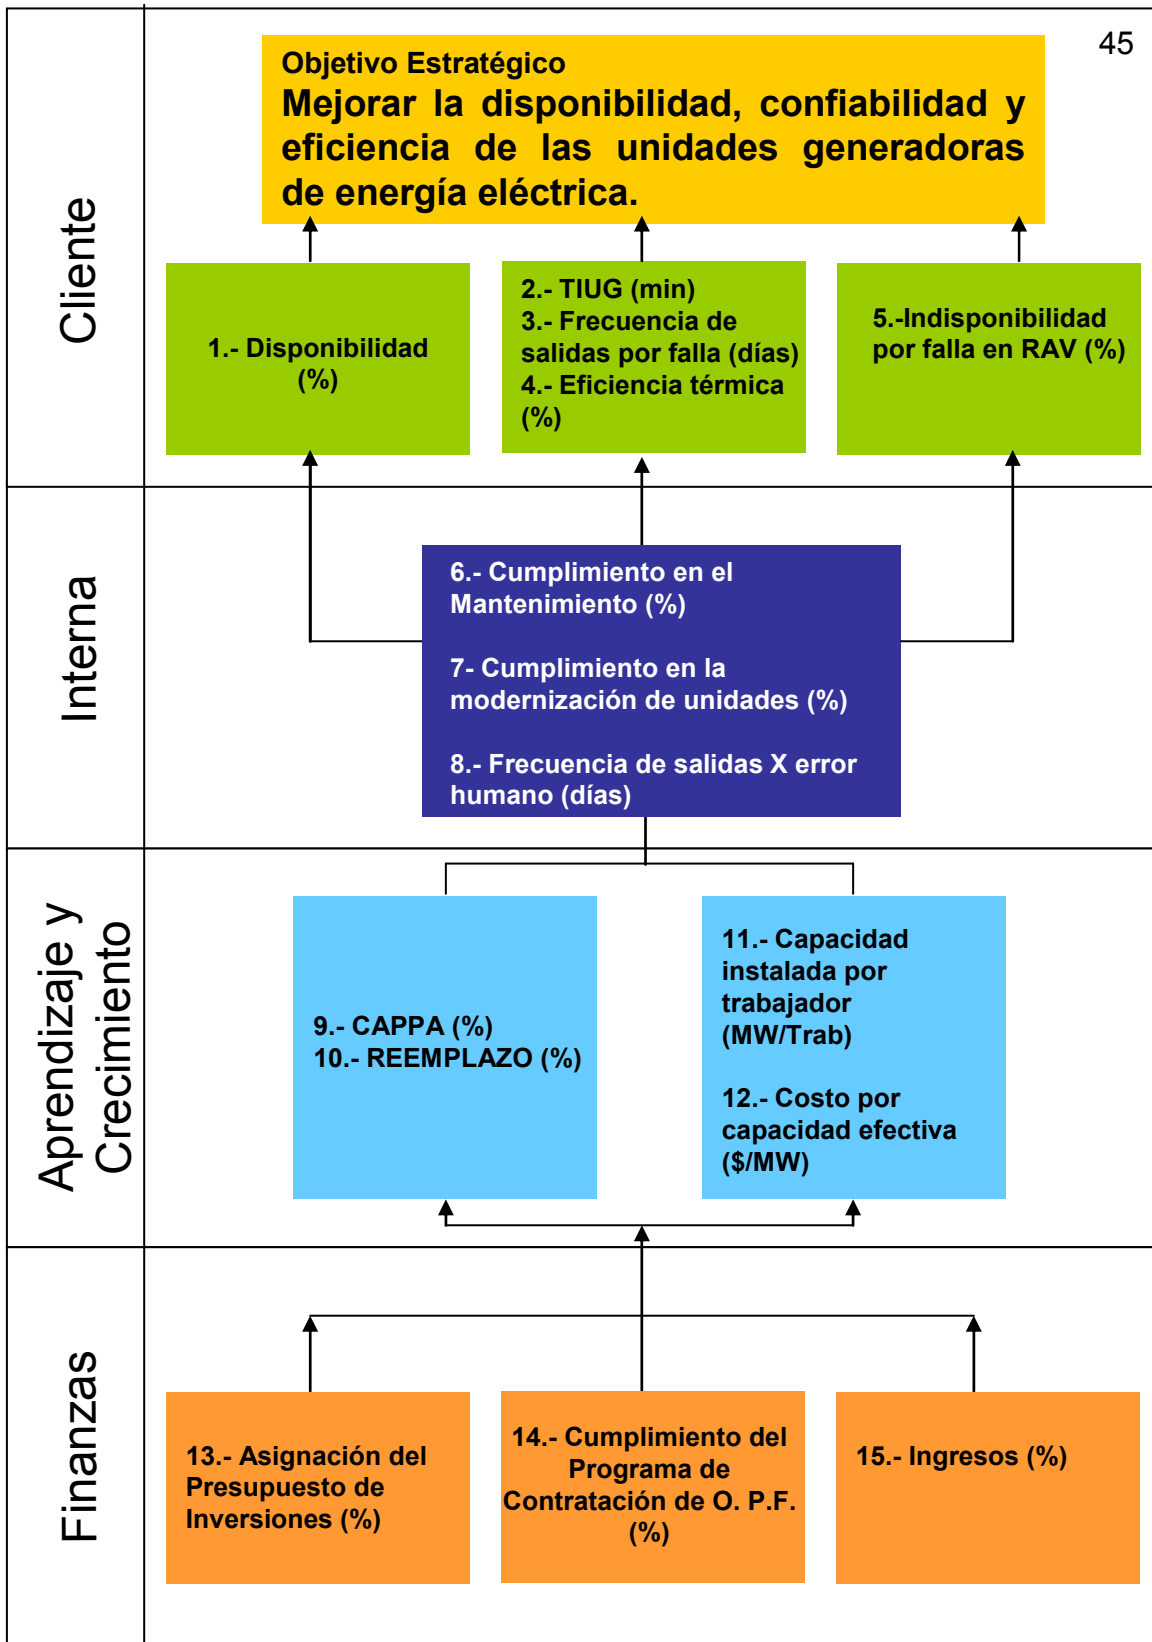 45
Cliente
Objetivo Estratégico
Mejorar la disponibilidad, confiabilidad y
eficiencia de las unidades generadoras
de energía eléctrica.
1.- Disponibilidad
(%)
2.- TIUG (min)
3.- Frecuencia de
salidas por falla (días)
4.- Eficiencia térmica
(%)
5.-Indisponibilidad
por falla en RAV (%)
Interna
6.- Cumplimiento en el
Mantenimiento (%)
7- Cumplimiento en la
modernización de unidades (%)
8.- Frecuencia de salidas X error
humano (días)
Aprendizaje y
Crecimiento
9.- CAPPA (%)
10.- REEMPLAZO (%)
11.- Capacidad
instalada por
trabajador
(MW/Trab)
12.- Costo por
capacidad efectiva
($/MW)
Finanzas
13.- Asignación del
Presupuesto de
Inversiones (%)
14.- Cumplimiento del
Programa de
Contratación de O. P.F.
(%)
15.- Ingresos (%)